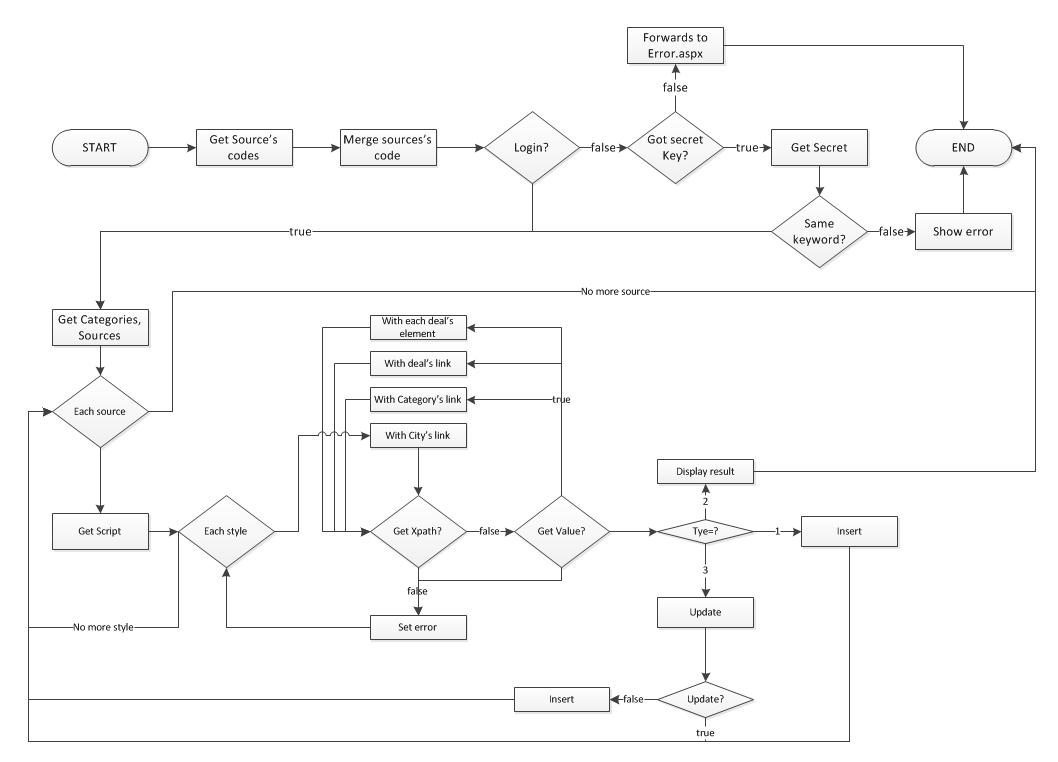 Forwards to
Error.aspx
false
START
Get Source's
codes
Merge sources's
code
Login?
false
Got secret
Key?
true
Get Secret
END
true
Same
keyword?
false
Show error
No more source
Get Categories,
Sources
With each deal's
element
With deal's link
Each source
With Category's link
true
With City's link
Display result
2
Get Script
Each style
Get Xpath?
false
Get Value?
Tye=?
1
Insert
3
false
Update
No more style
Set error
Insert
false
Update?
true